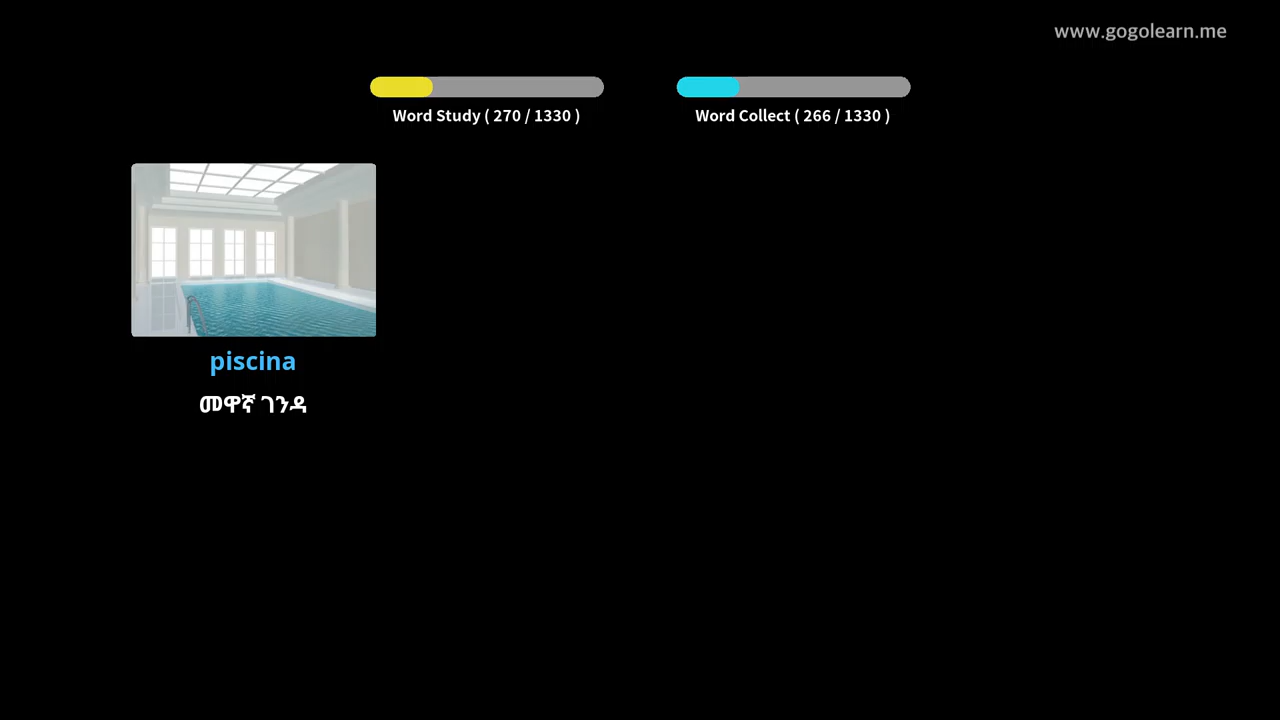 www.gogolearn.me
Word Study ( 270 / 1330 )
Word Collect ( 266 / 1330 )
piscina
መዋኛ ገንዳ